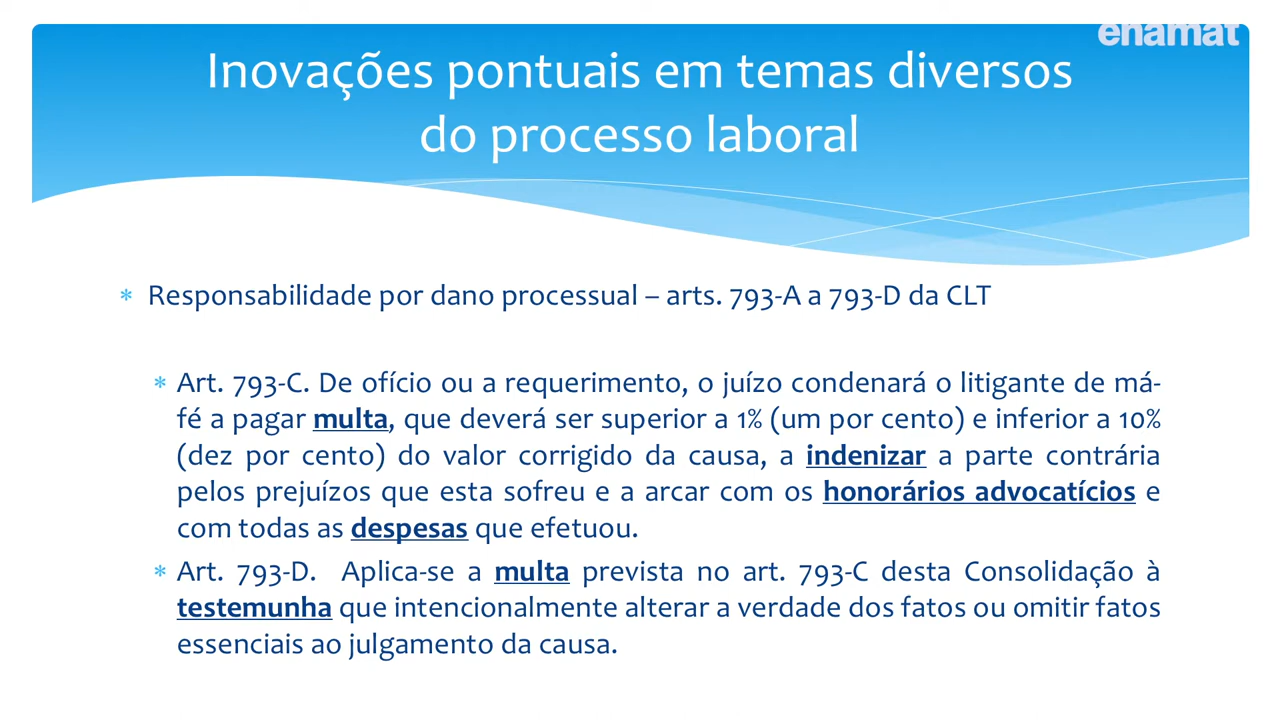 enamat
Inovações pontuais em temas diversos
do processo laboral
* Responsabilidade por dano processual – arts. 793-A a 793-D da CLT
* Art. 793-C. De ofício ou a requerimento, o juízo condenará o litigante de má-
fé a pagar multa, que deverá ser superior a 1% (um por cento) e inferior a 10%
(dez por cento) do valor corrigido da causa, a indenizar a parte contrária
pelos prejuízos que esta sofreu e a arcar com os honorários advocatícios e
com todas as despesas que efetuou.
* Art. 793-D. Aplica-se a multa prevista no art. 793-C desta Consolidação à
testemunha que intencionalmente alterar a verdade dos fatos ou omitir fatos
essenciais ao julgamento da causa.